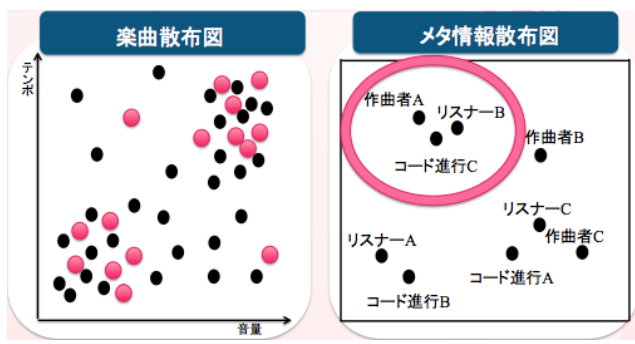 楽曲散布図
テンポ
音量
メタ情報散布図
作曲者A
リスナーB
コード進行C
作曲者B
リスナーC
作曲者C
リスナーA
コード進行A
コード進行B